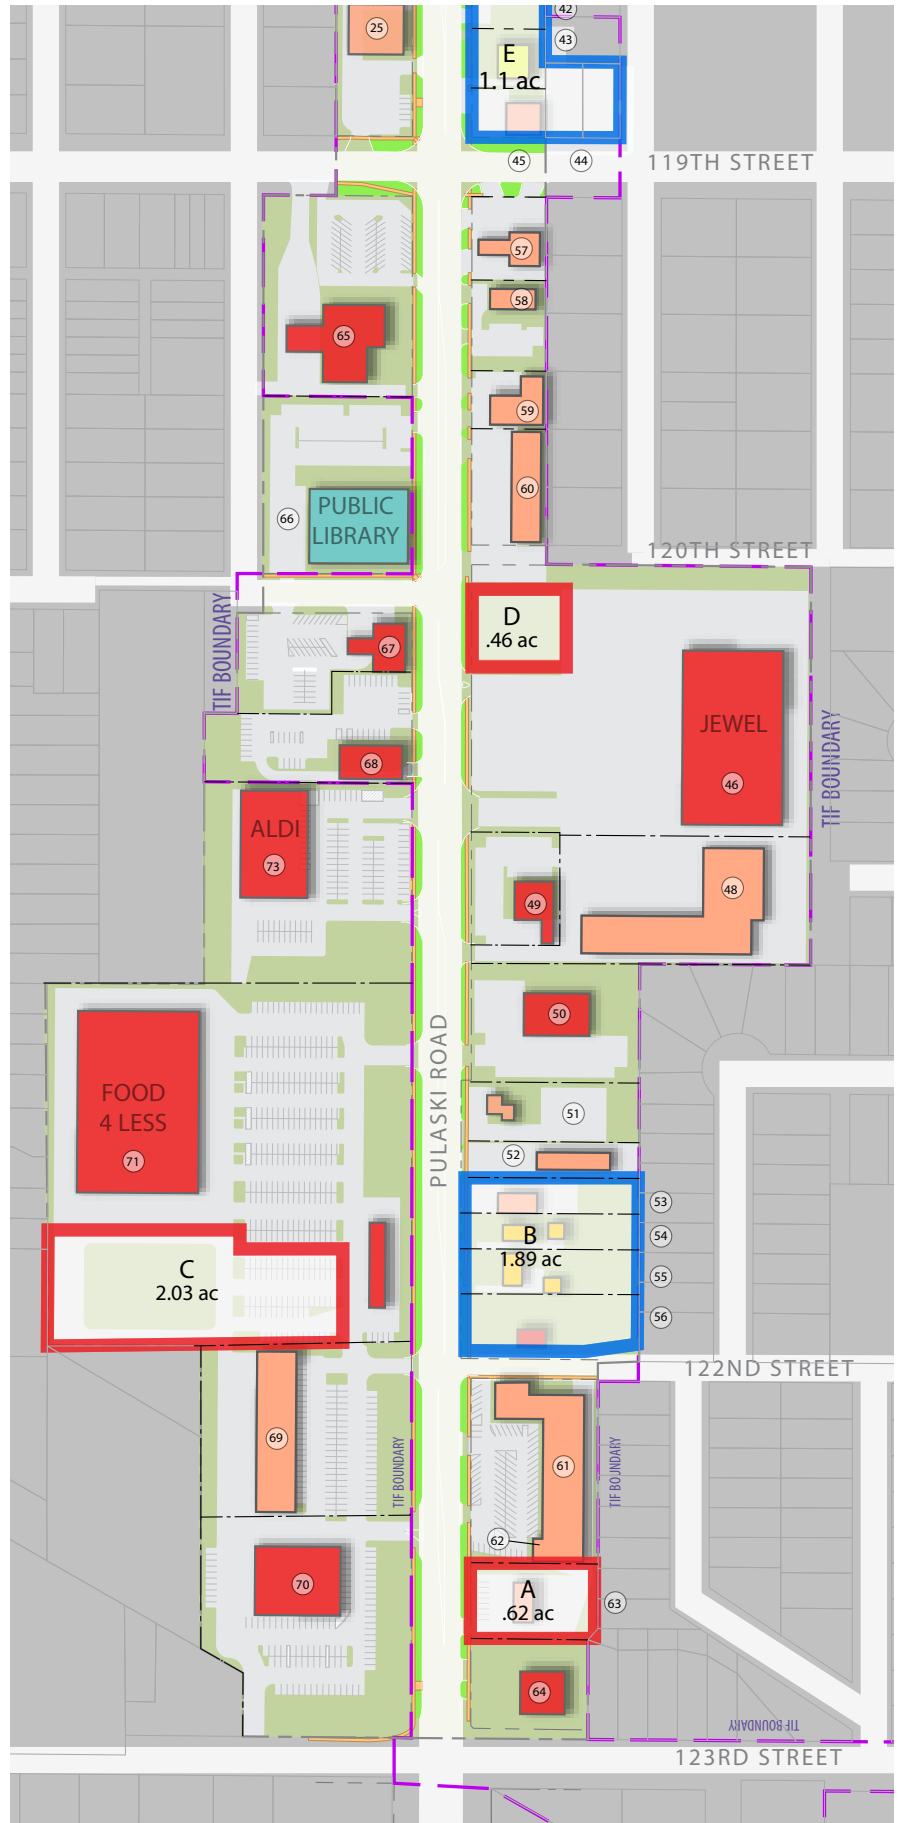 42
25
43
E
1.1 ac
45
44
119TH STREET
57
58
65
59
60
PUBLIC
LIBRARY
66
120TH STREET
TIF BOUNDARY
D
.46 ac
67
JEWEL
46
TIF BOUNDARY
68
ALDI
73
48
49
50
PULASKI ROAD
FOOD
4 LESS
71
51
52
53
B
1.89 ac
54
55
56
C
2.03 ac
122ND STREET
69
TIF BOUNDARY
61
TIF BOUNDARY
62
70
A
.62 ac
63
64
TIF BOUNDARY
123RD STREET